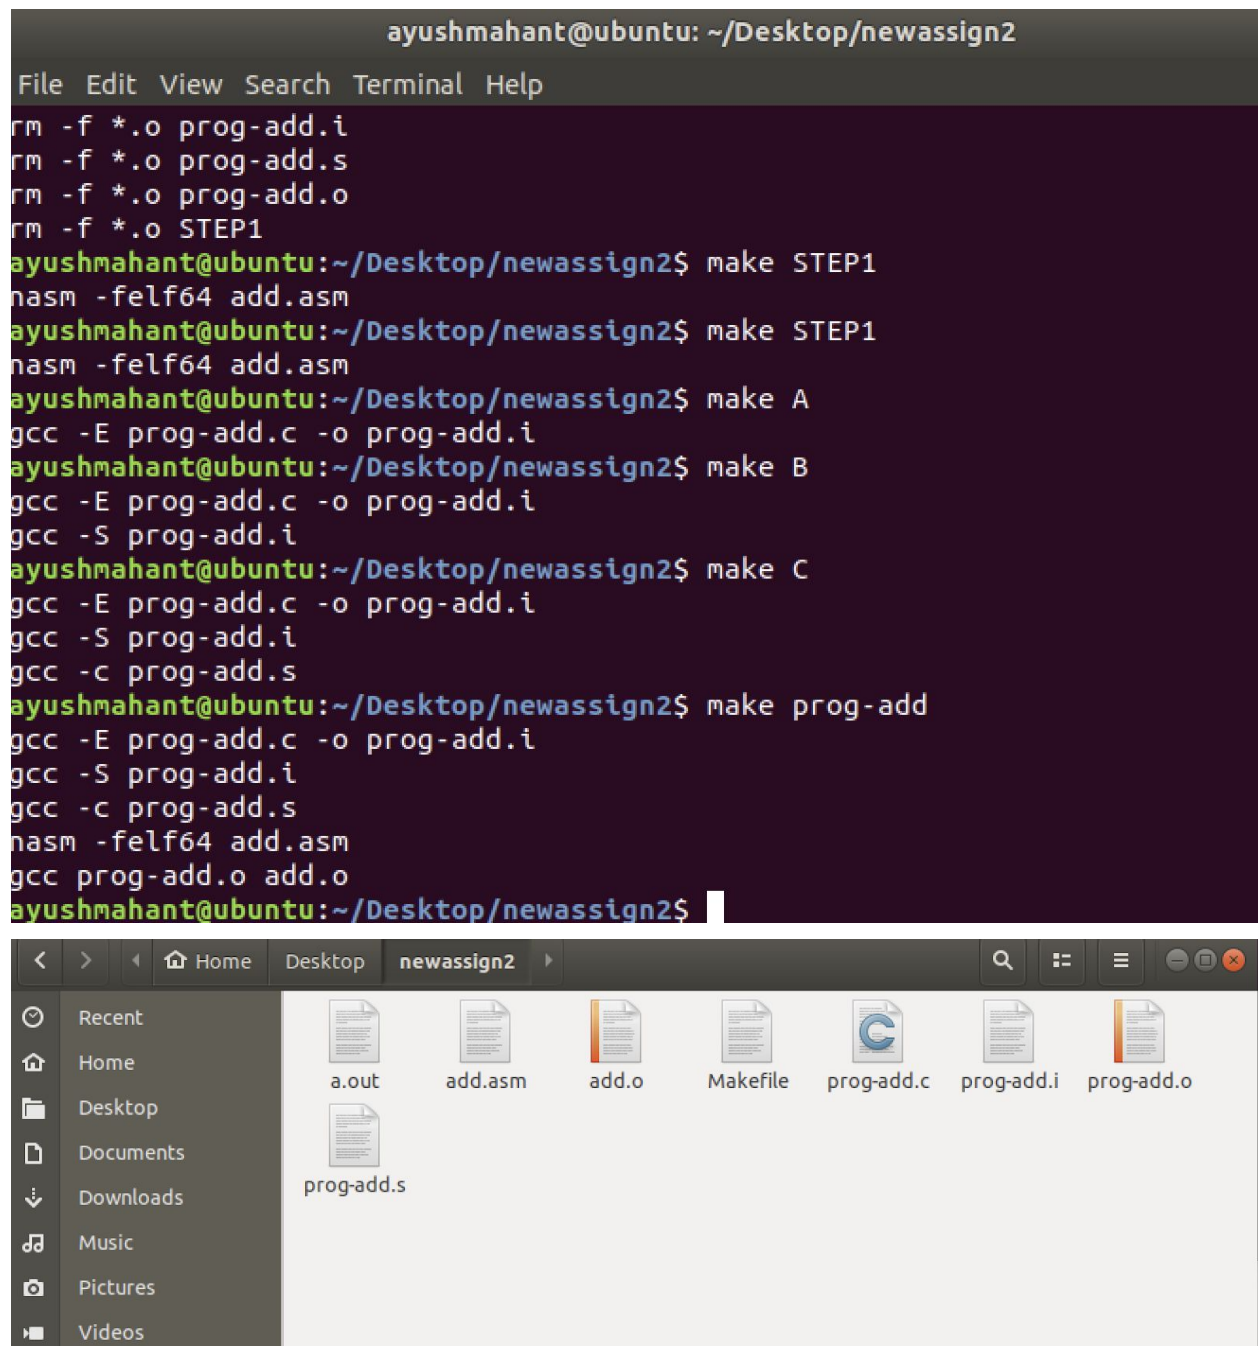 ayushmahant@ubuntu: ~/Desktop/newassign2
File Edit View Search Terminal Help
rm -f *.o prog-add.i
rm -f *.o prog-add.s
rm -f *.o prog-add.o
rm -f *.o STEP1
ayushmahant@ubuntu:~/Desktop/newassign2$ make STEP1
nasm -felf64 add.asm
ayushmahant@ubuntu:~/Desktop/newassign2$ make STEP1
nasm -felf64 add.asm
ayushmahant@ubuntu:~/Desktop/newassign2$ make A
gcc -E prog-add.c -o prog-add.i
ayushmahant@ubuntu:~/Desktop/newassign2$ make B
gcc -E prog-add.c -o prog-add.i
gcc -S prog-add.i
ayushmahant@ubuntu:~/Desktop/newassign2$ make C
gcc -E prog-add.c -o prog-add.i
gcc -S prog-add.i
gcc -c prog-add.s
ayushmahant@ubuntu:~/Desktop/newassign2$ make prog-add
gcc -E prog-add.c -o prog-add.i
gcc -S prog-add.i
gcc -c prog-add.s
nasm -felf64 add.asm
gcc prog-add.o add.o
ayushmahant@ubuntu:~/Desktop/newassign2$
Home Desktop newassign2
Recent
Home
Desktop
Documents
Downloads
Music
Pictures
Videos
a.out add.asm add.o Makefile prog-add.c prog-add.i prog-add.o
prog-add.s